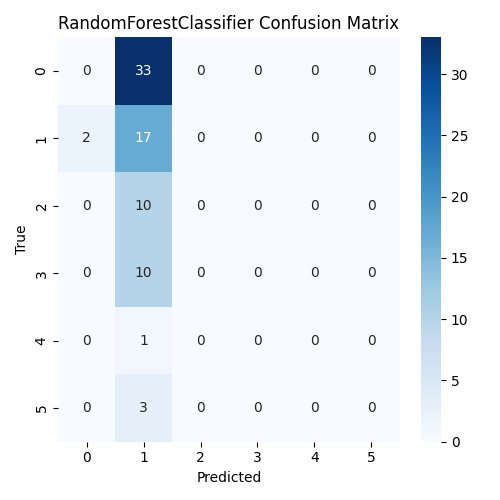 RandomForestClassifier Confusion Matrix
0 0 33 0 0 0 0
1 2 17 0 0 0 0
2 0 10 0 0 0 0
3 0 10 0 0 0 0
4 0 1 0 0 0 0
5 0 3 0 0 0 0
0 1 2 3 4 5
True
Predicted
30
25
20
15
10
5
0